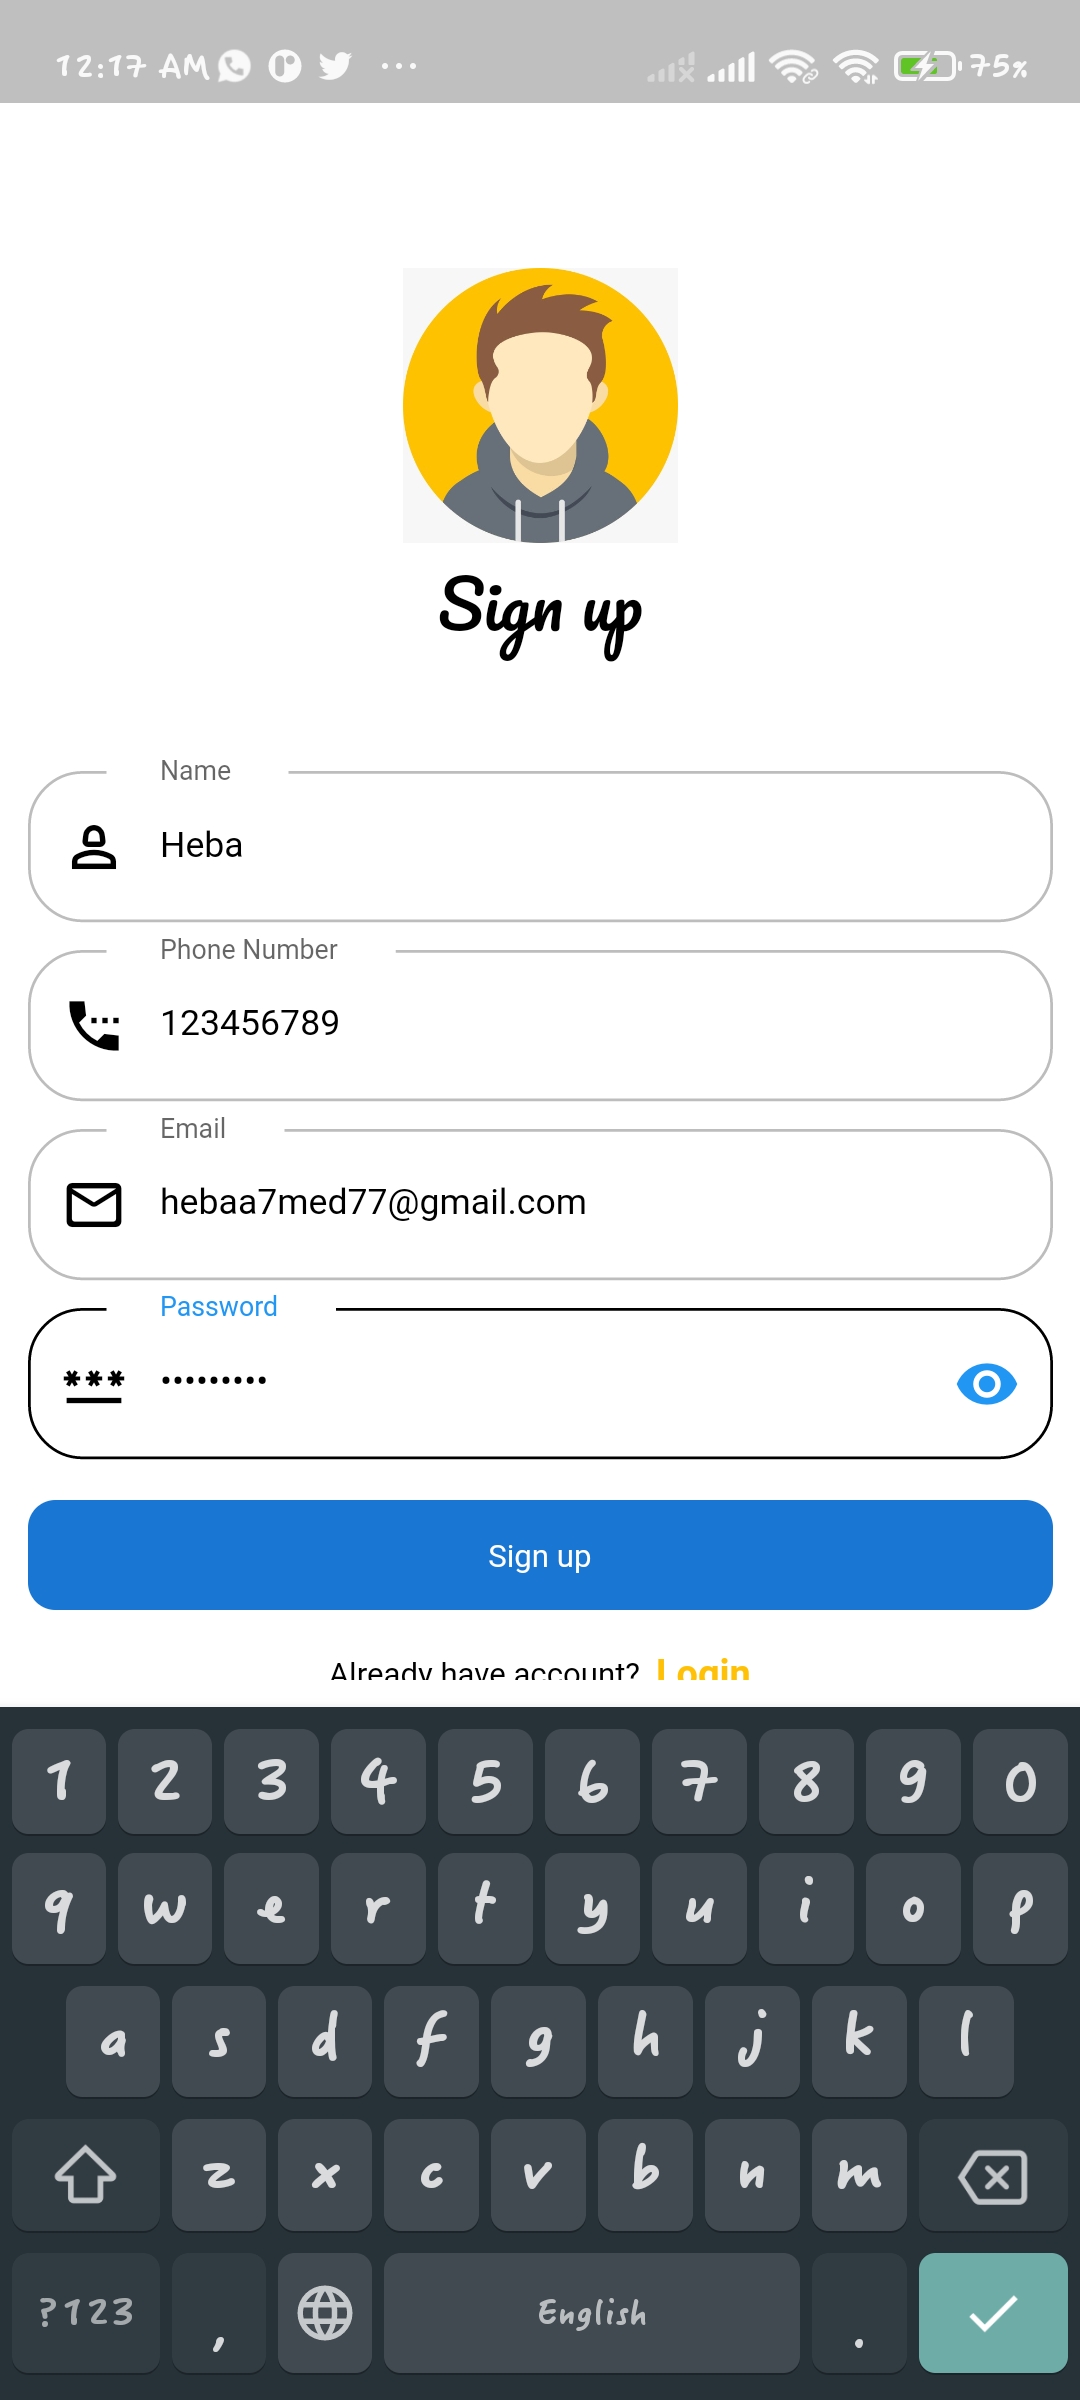 12:17 AM ... 75%
Sign up
Name
Heba
Phone Number
123456789
Email
hebaa7med77@gmail.com
Password
*** •••••••••
Sign up
Already have account? Login
1 2 3 4 5 6 7 8 9 0
q w e r t y u i o p
a s d f g h j k l
z x c v b n m
?123 , English .